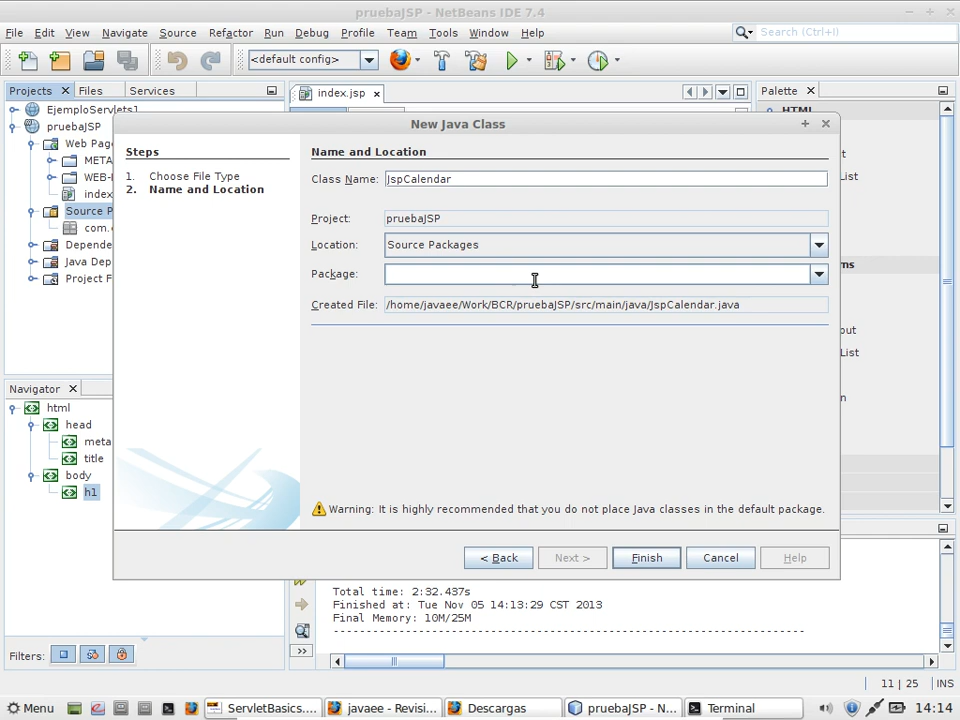 pruebaJSP - NetBeans IDE 7.4
File Edit View Navigate Source Refactor Run Debug Profile Team Tools Window Help
Search (Ctrl+I)
<default config>
Projects
Files
Services
index.jsp
Palette
EjemploServlets1
HTML
pruebaJSP
Web Pag
META
WEB-
index
Source P
com.
Depende
Java Dep
Project F
New Java Class
Steps
1. Choose File Type
2. Name and Location
Name and Location
Class Name: JspCalendar
Project: pruebaJSP
Location: Source Packages
Package:
Created File: /home/javaee/Work/BCR/pruebaJSP/src/main/java/JspCalendar.java
Warning: It is highly recommended that you do not place Java classes in the default package.
< Back
Next >
Finish
Cancel
Help
t
List
ms
out
List
n
Navigator
html
head
meta
title
body
h1
Total time: 2:32.437s
Finished at: Tue Nov 05 14:13:29 CST 2013
Final Memory: 10M/25M
------------------------------------------------------------------------
Filters:
11 | 25 INS
Menu
ServletBasics....
javaee - Revisi...
Descargas
pruebaJSP - N...
Terminal
14:14